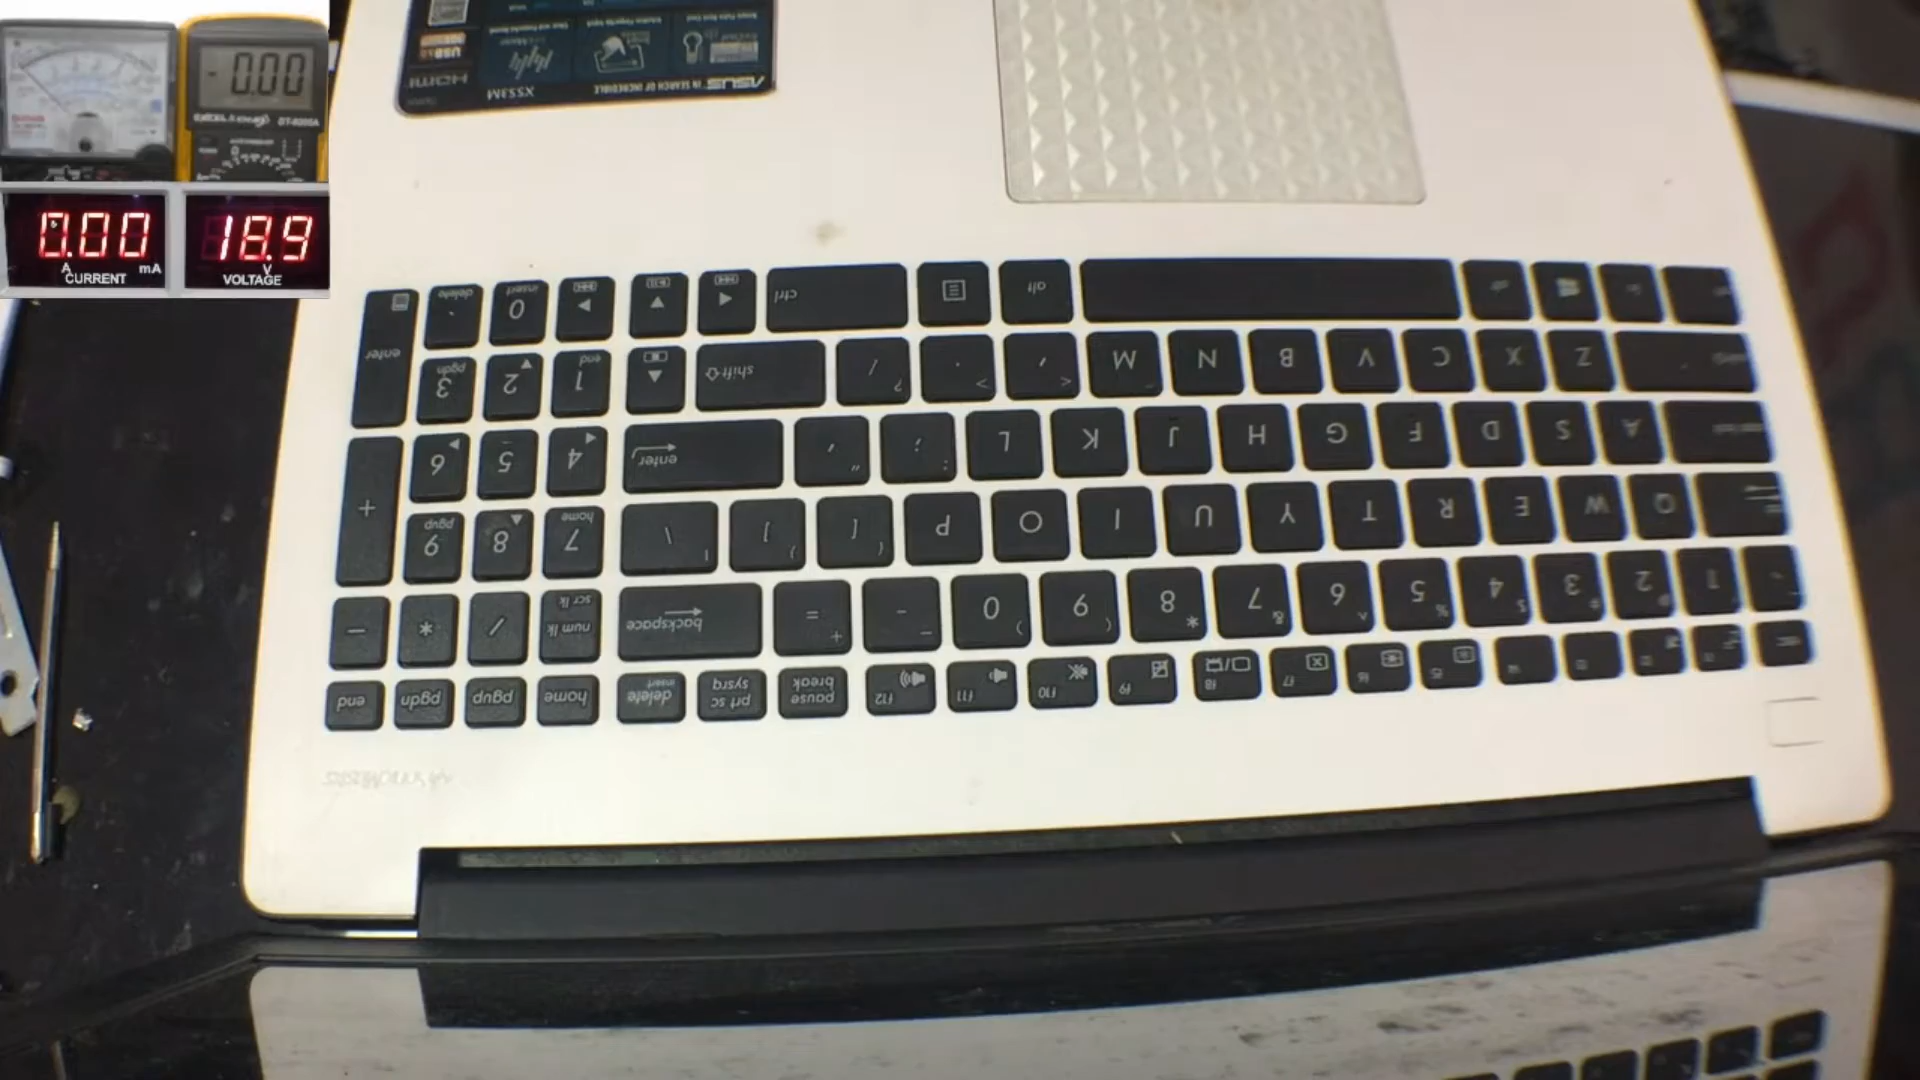 0.00
0.00
A
mA
CURRENT
18.9
V
VOLTAGE
HDMI
X553M
ASUS IN SEARCH OF INCREDIBLE
enter
delete
.
insert
0
ctrl
alt
pgdn
3
2
end
1
shift
? /
> .
< ,
M
N
B
V
C
X
Z
+
6
5
4
enter
" '
: ;
L
K
J
H
G
F
D
S
A
pgup
9
8
home
7
| \
} ]
{ [
P
O
I
U
Y
T
R
E
W
Q
-
*
/
scr lk
num lk
backspace
+ =
_ -
) 0
( 9
* 8
& 7
^ 6
% 5
$ 4
# 3
@ 2
1
end
pgdn
pgup
home
insert
delete
prt sc
sysrq
pause
break
f12
f11
f10
f9
f8
f7
f6
f5